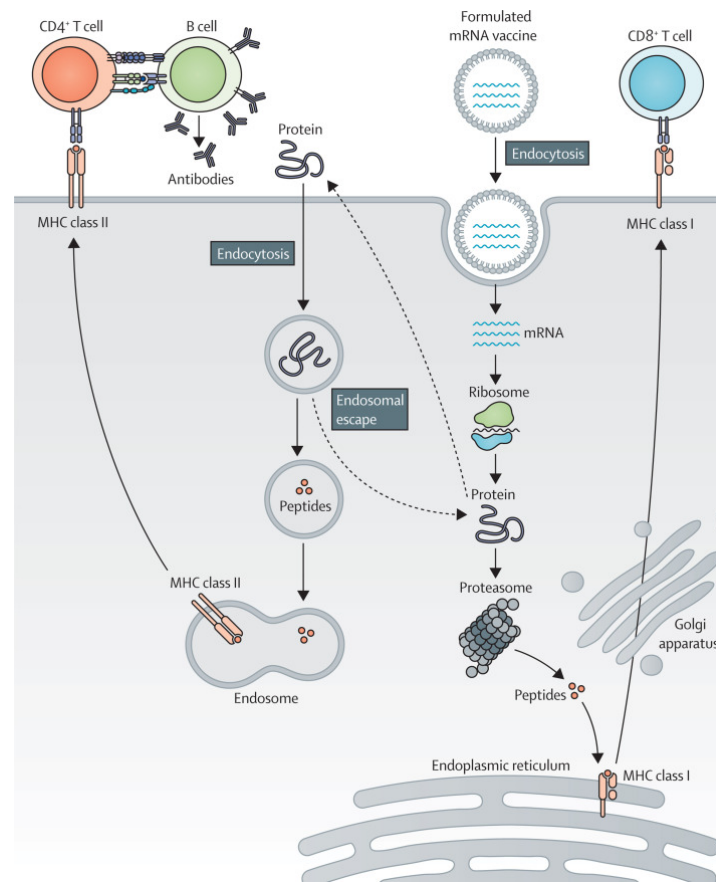 CD4⁺ T cell
B cell
Antibodies
Protein
Formulated
mRNA vaccine
CD8⁺ T cell
Endocytosis
MHC class II
MHC class I
Endocytosis
mRNA
Ribosome
Endosomal
escape
Peptides
Protein
MHC class II
Proteasome
Golgi
apparatus
Endosome
Peptides
Endoplasmic reticulum
MHC class I